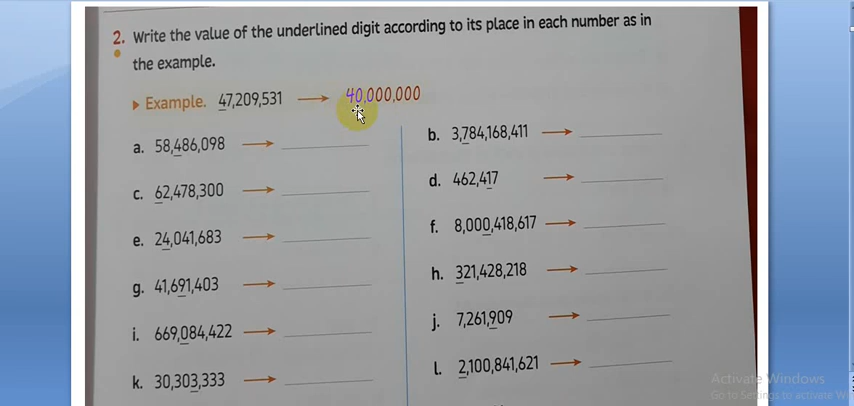 2. Write the value of the underlined digit according to its place in each number as in
the example.
Example. 47,209,531 → 40,000,000
a. 58,486,098 →
b. 3,784,168,411 →
c. 62,478,300 →
d. 462,417 →
e. 24,041,683 →
f. 8,000,418,617 →
g. 41,691,403 →
h. 321,428,218 →
i. 669,084,422 →
j. 7,261,909 →
k. 30,303,333 →
l. 2,100,841,621 →
Activate Windows
Go to Settings to activate W